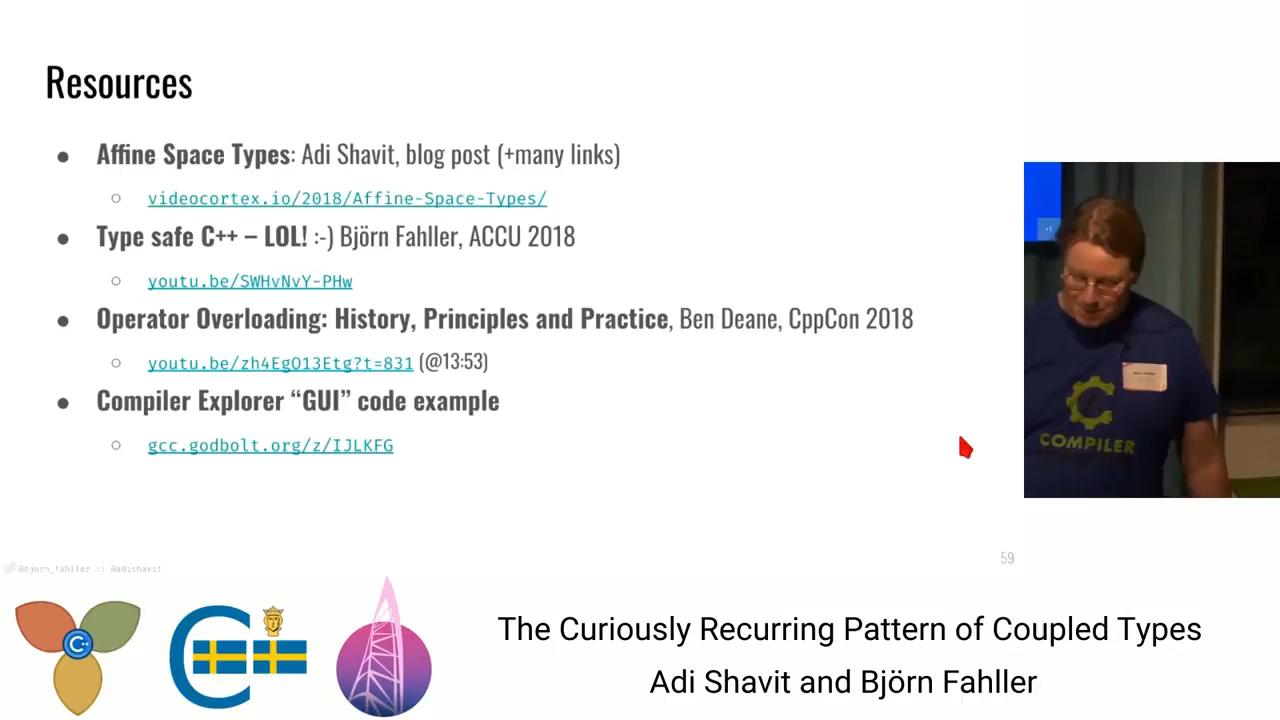 Resources
● Affine Space Types: Adi Shavit, blog post (+many links)
○ videocortex.io/2018/Affine-Space-Types/
● Type safe C++ – LOL! :-) Björn Fahller, ACCU 2018
○ youtu.be/SWHvNvY-PHw
● Operator Overloading: History, Principles and Practice, Ben Deane, CppCon 2018
○ youtu.be/zh4EgO13Etg?t=831 (@13:53)
● Compiler Explorer “GUI” code example
○ gcc.godbolt.org/z/IJLKFG
COMPILER
59
@bjorn_fahller :: @adishavit
C++
The Curiously Recurring Pattern of Coupled Types
Adi Shavit and Björn Fahller